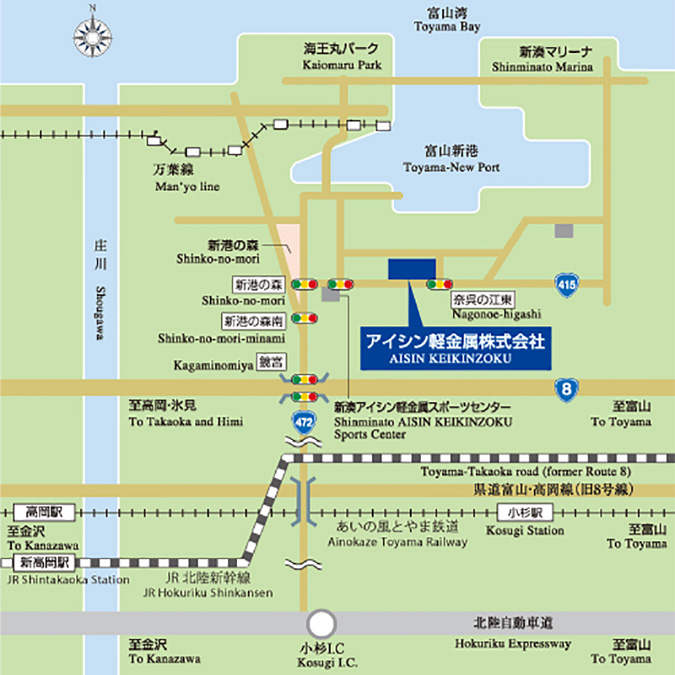 N
富山湾
Toyama Bay
海王丸パーク
Kaiomaru Park
新湊マリーナ
Shinminato Marina
万葉線
Man'yo line
富山新港
Toyama-New Port
庄川 Shougawa
新港の森
Shinko-no-mori
新港の森
Shinko-no-mori
新港の森南
Shinko-no-mori-minami
Kagaminomiya 鏡宮
奈呉の江東
Nagonoe-higashi
415
アイシン軽金属株式会社
AISIN KEIKINZOKU
8
至高岡・氷見
To Takaoka and Himi
472
新湊アイシン軽金属スポーツセンター
Shinminato AISIN KEIKINZOKU
Sports Center
至富山
To Toyama
Toyama-Takaoka road (former Route 8)
県道富山・高岡線(旧8号線)
高岡駅
至金沢
To Kanazawa
あいの風とやま鉄道
Ainokaze Toyama Railway
小杉駅
Kosugi Station
至富山
To Toyama
新高岡駅
JR Shintakaoka Station
JR 北陸新幹線
JR Hokuriku Shinkansen
北陸自動車道
Hokuriku Expressway
至金沢
To Kanazawa
小杉I.C
Kosugi I.C.
至富山
To Toyama